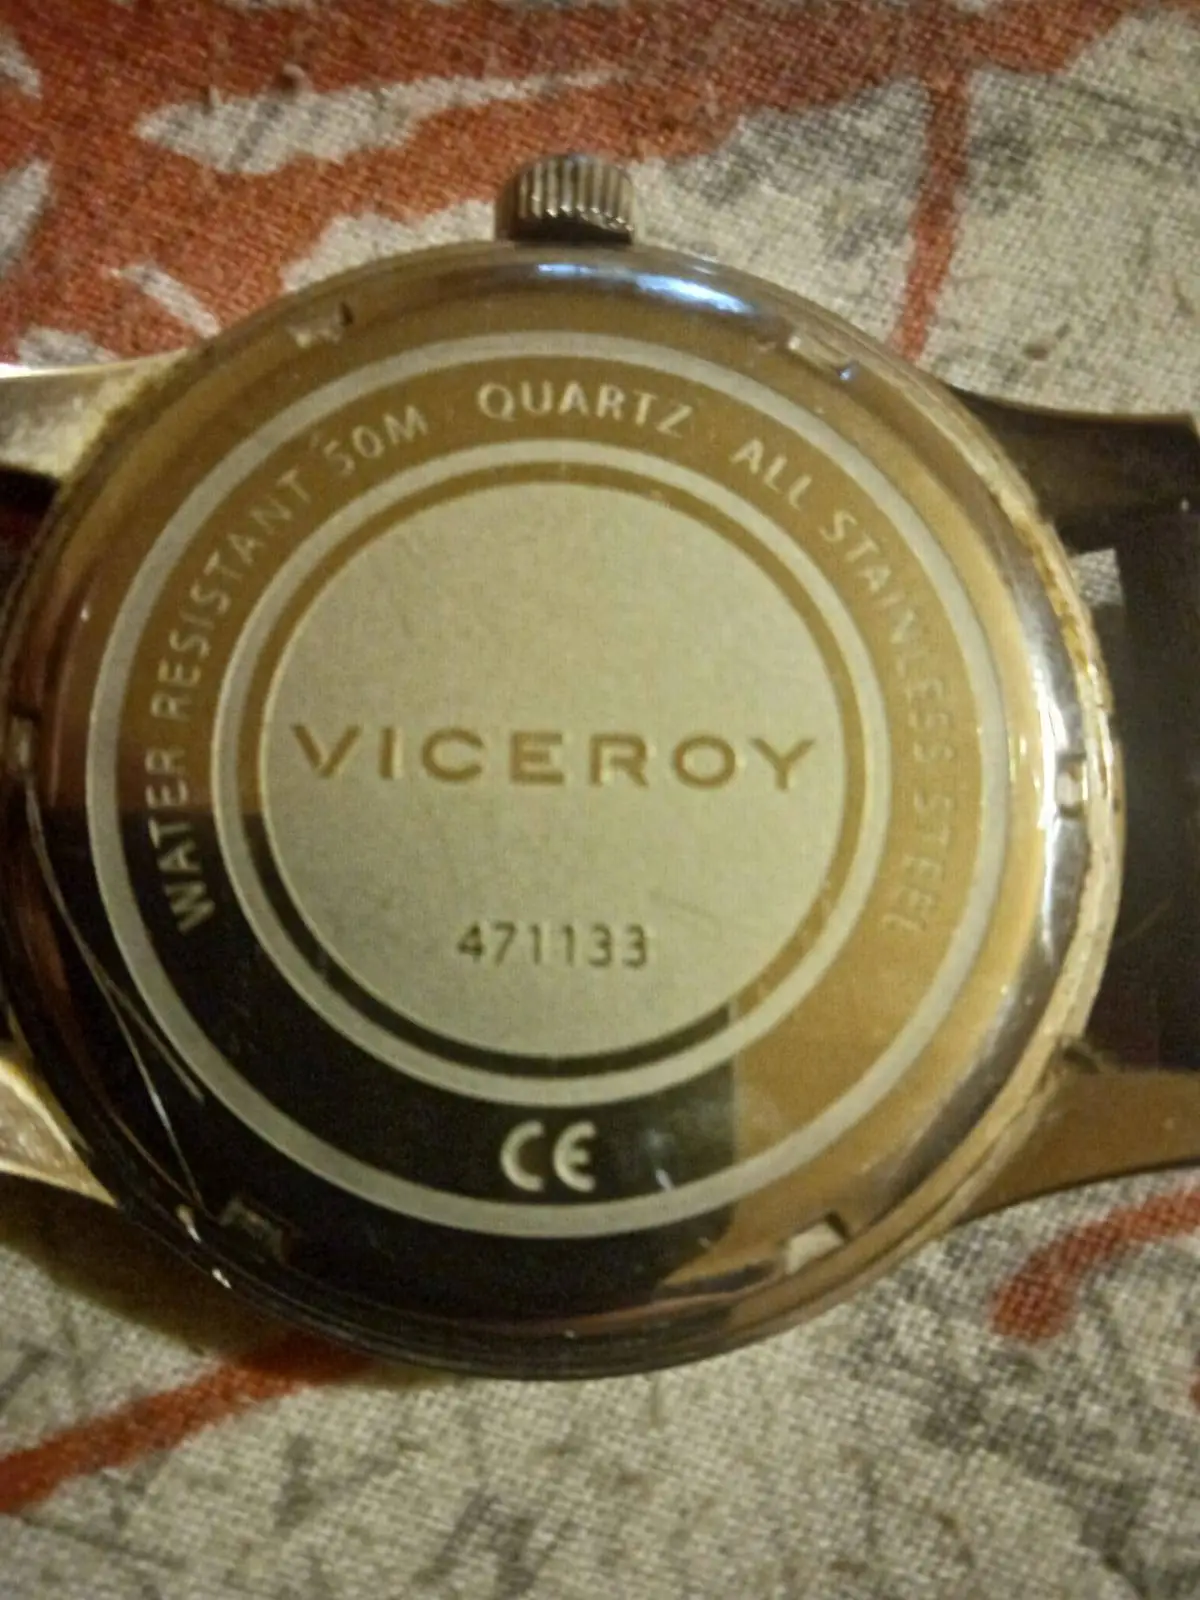 WATER RESISTANT 50M QUARTZ ALL STAINLESS STEEL
VICEROY
471133
CE